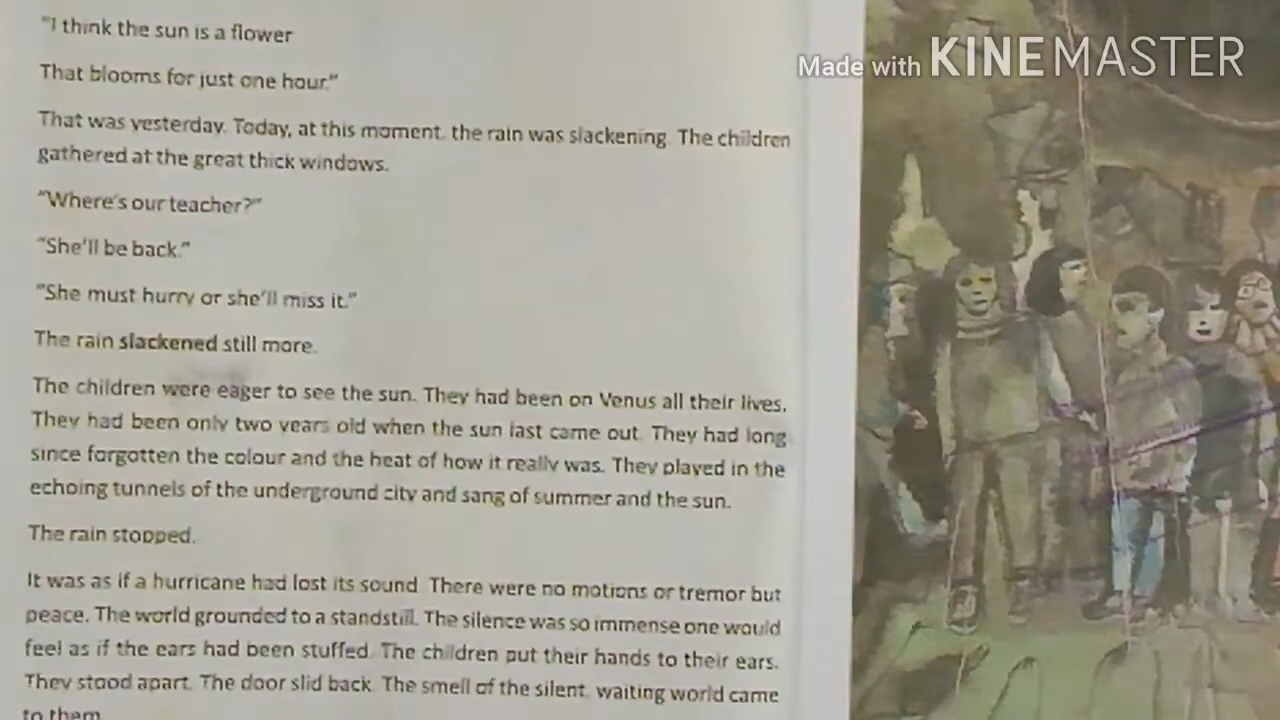 "I think the sun is a flower
That blooms for just one hour."
That was yesterday. Today, at this moment, the rain was slackening. The children
gathered at the great thick windows.
"Where's our teacher?"
"She'll be back."
"She must hurry or she'll miss it."
The rain slackened still more.
The children were eager to see the sun. They had been on Venus all their lives.
They had been only two years old when the sun last came out. They had long
since forgotten the colour and the heat of how it really was. They played in the
echoing tunnels of the underground city and sang of summer and the sun.
The rain stopped.
It was as if a hurricane had lost its sound. There were no motions or tremor but
peace. The world grounded to a standstill. The silence was so immense one would
feel as if the ears had been stuffed. The children put their hands to their ears.
They stood apart. The door slid back. The smell of the silent, waiting world came
to them
Made with KINEMASTER